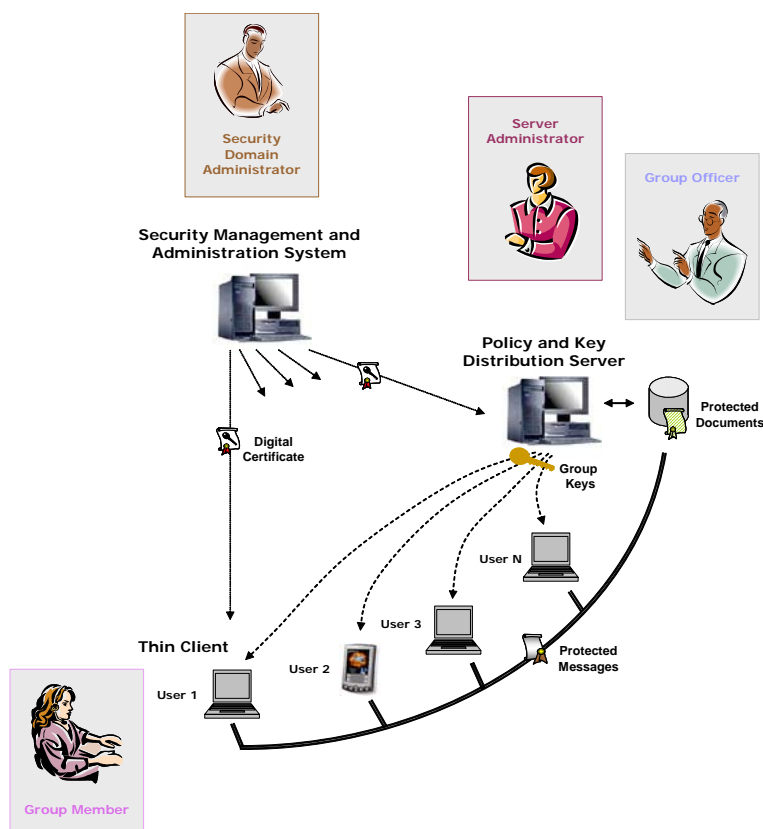 Security
Domain
Administrator
Server
Administrator
Group Officer
Security Management and
Administration System
Policy and Key
Distribution Server
Protected
Documents
Digital
Certificate
Group
Keys
User N
User 3
Thin Client
User 2
Protected
Messages
User 1
Group Member